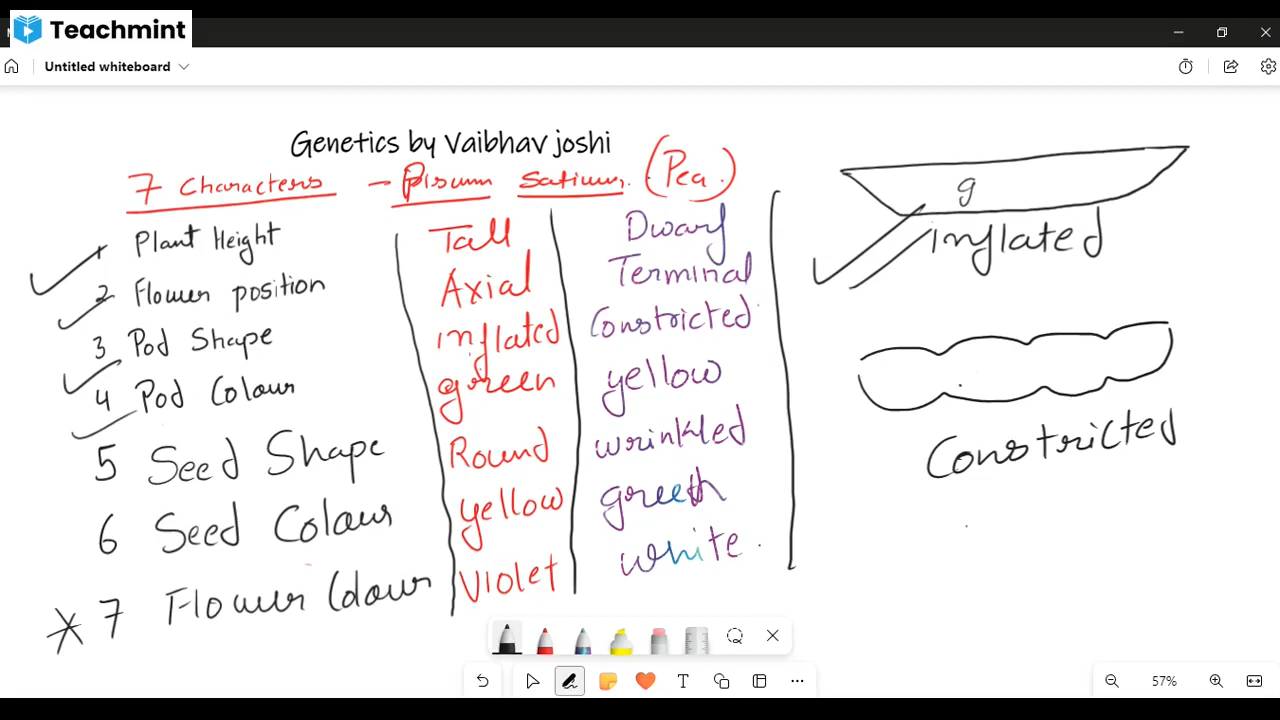 Teachmint
Untitled whiteboard
Genetics by Vaibhav joshi
7 Characters – Pisum Sativus. (Pea.)
1 Plant Height Tall Dwarf
2 Flower position Axial Terminal
3 Pod Shape inflated Constricted
4 Pod Colour green yellow
5 Seed Shape Round wrinkled
6 Seed Colour yellow green
* 7 Flower Colour Violet white.
g
inflated
Constricted
57%